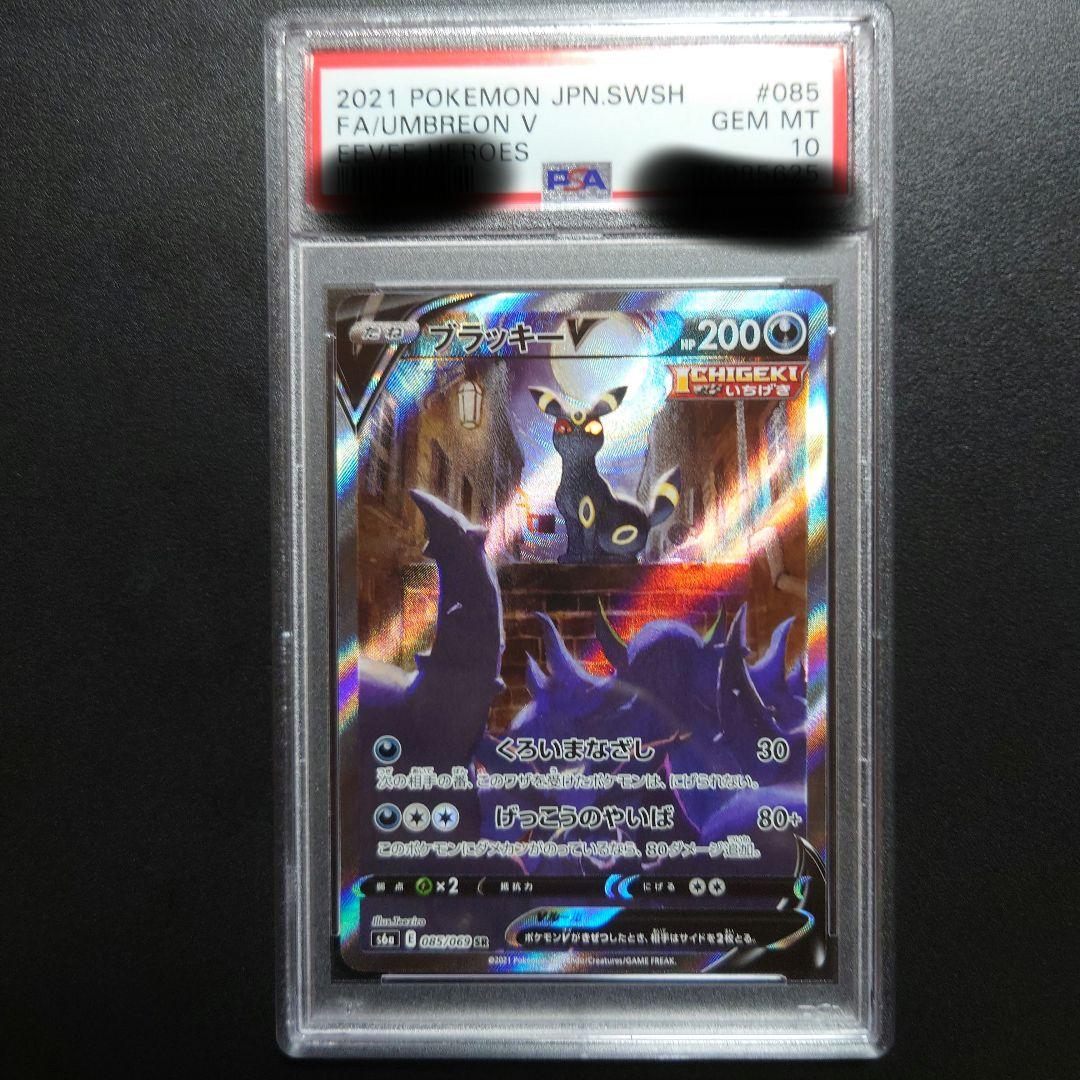 2021 POKEMON JPN.SWSH #085
FA/UMBREON V GEM MT
EEVEE HEROES 10
PSA
たね ブラッキーV HP 200
ICHIGEKI
いちげき
くろいまなざし 30
次の相手の番、このワザを受けたポケモンは、にげられない。
げっこうのやいば 80+
このポケモンにダメカンがのっているなら、80ダメージ追加。
弱点 ×2 抵抗力 にげる
Illus.Teeziro
s6a E 085/069 SR
ポケモンVがきぜつしたとき、相手はサイドを2枚とる。
©2021 Pokémon/Nintendo/Creatures/GAME FREAK.